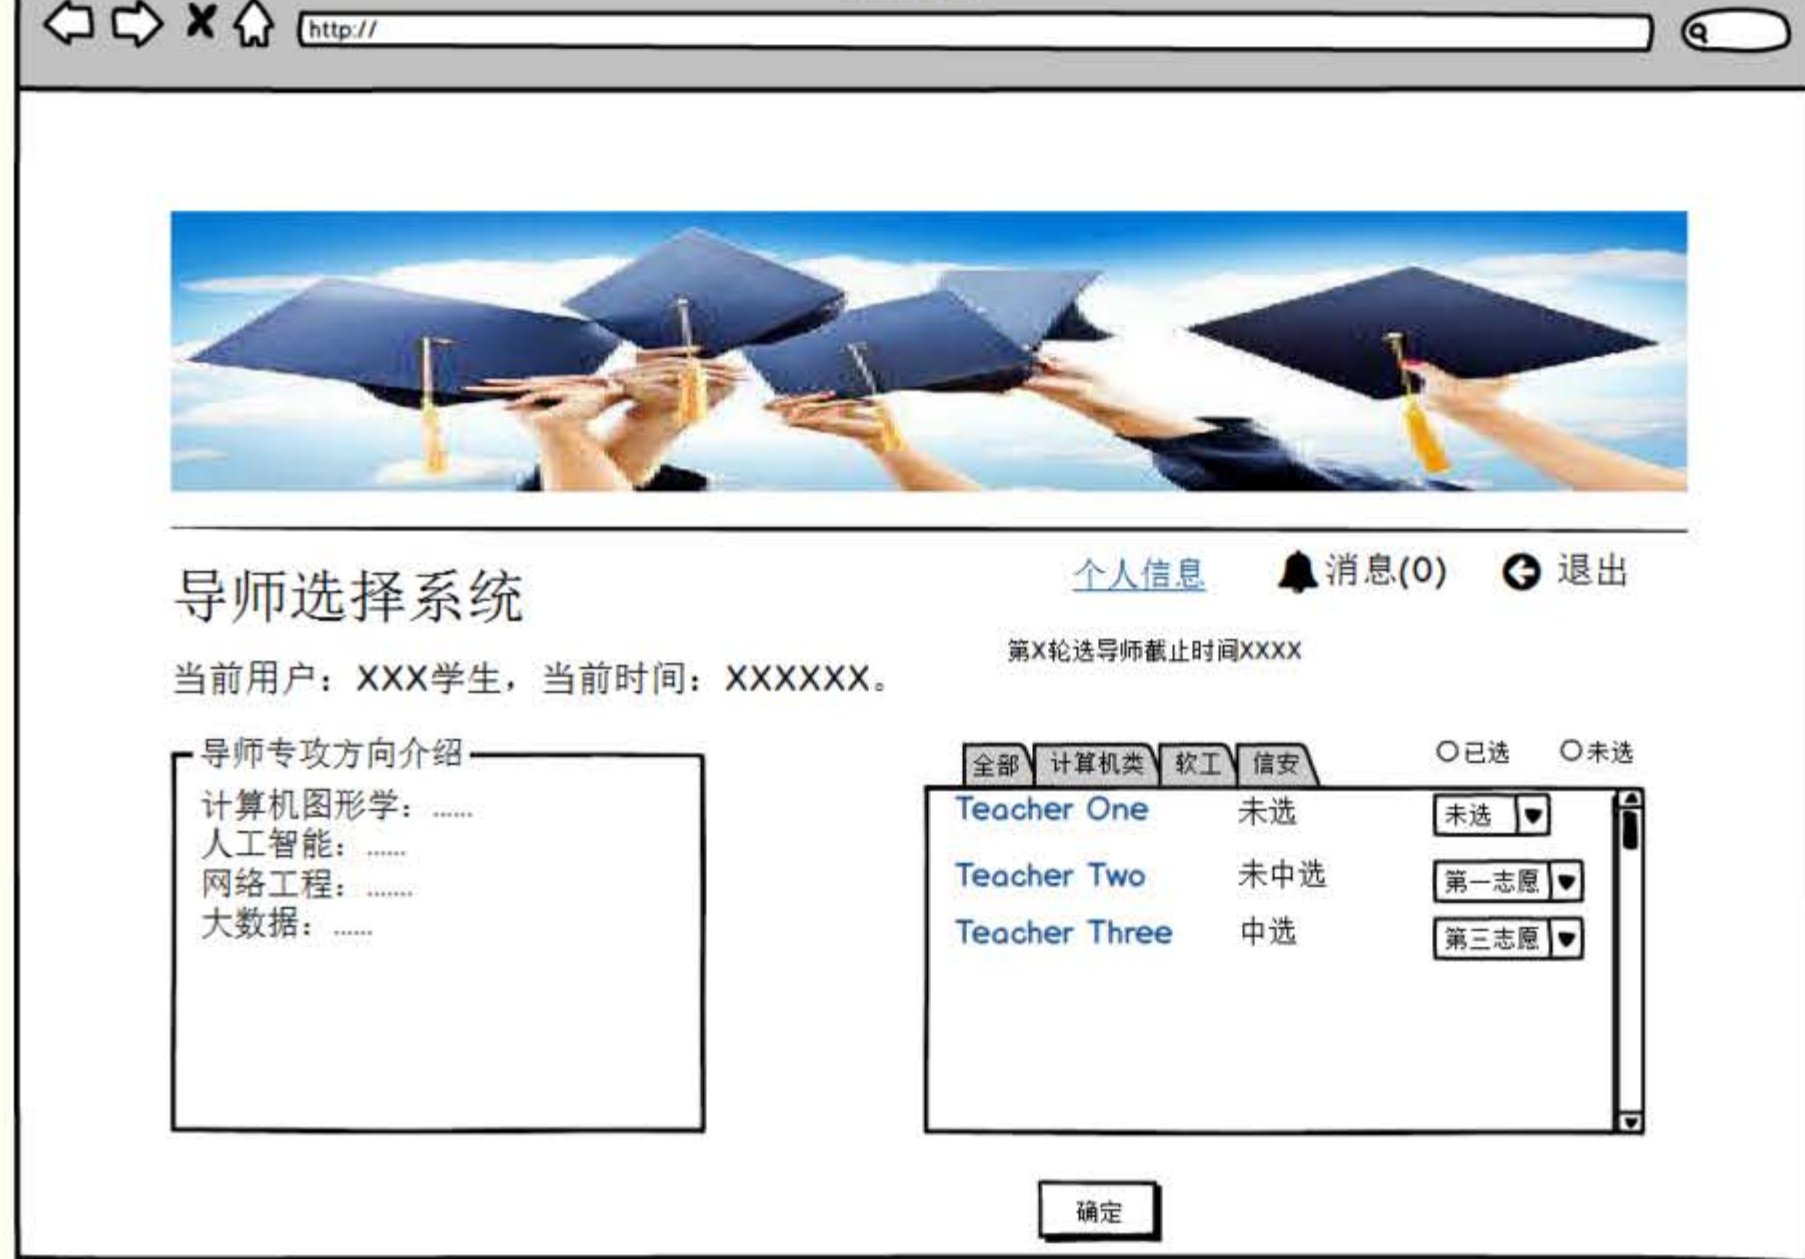 http://
导师选择系统
个人信息 消息(0) 退出
第X轮选导师截止时间XXXX
当前用户：XXX学生，当前时间：XXXXXX。
导师专攻方向介绍
计算机图形学：......
人工智能：......
网络工程：.......
大数据：......
全部 计算机类 软工 信安 已选 未选
Teacher One 未选 未选
Teacher Two 未中选 第一志愿
Teacher Three 中选 第三志愿
确定